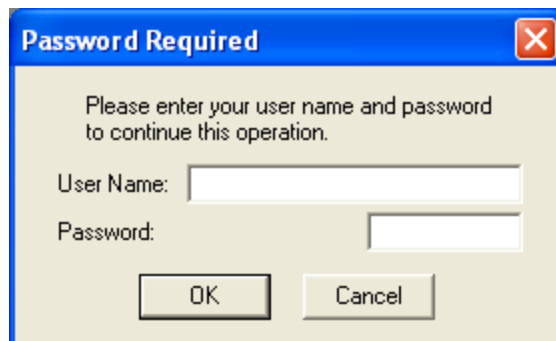 Password Required
Please enter your user name and password
to continue this operation.
User Name:
Password:
OK Cancel